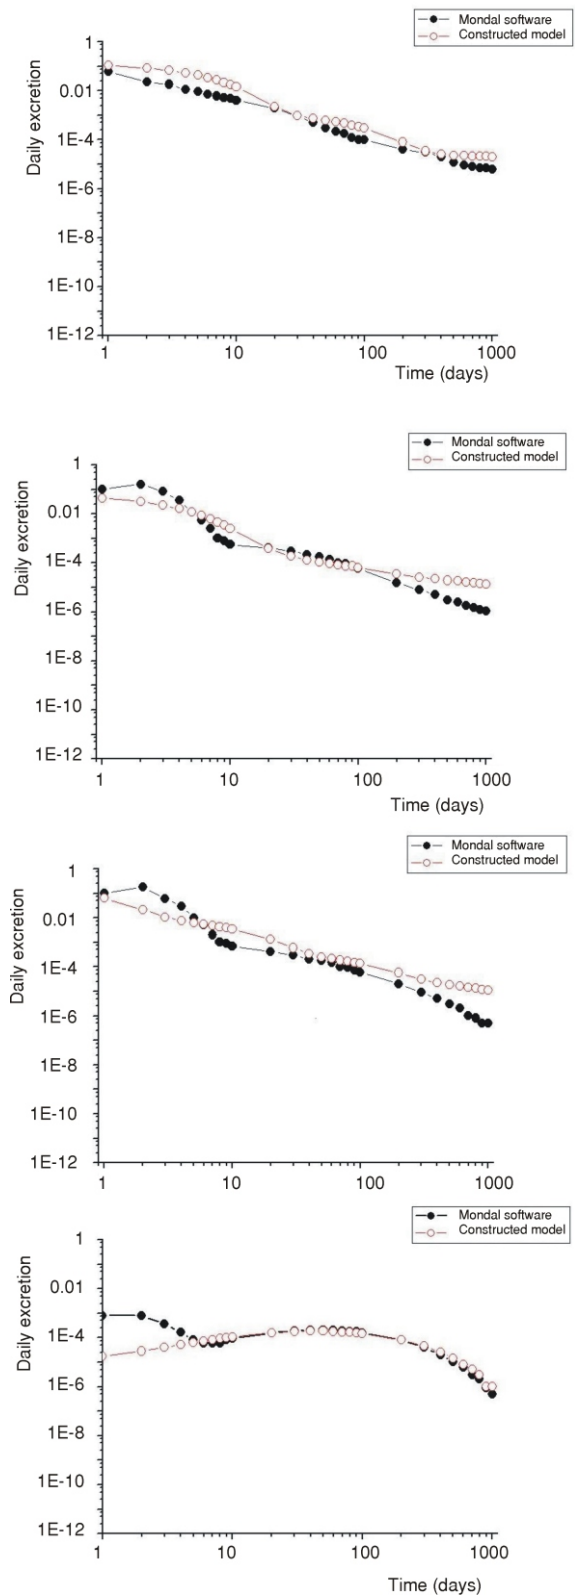 Mondal software
Constructed model
1
0.01
1E-4
1E-6
1E-8
1E-10
1E-12
Daily excretion
1 10 100 1000
Time (days)
Mondal software
Constructed model
1
0.01
1E-4
1E-6
1E-8
1E-10
1E-12
Daily excretion
1 10 100 1000
Time (days)
Mondal software
Constructed model
1
0.01
1E-4
1E-6
1E-8
1E-10
1E-12
Daily excretion
1 10 100 1000
Mondal software
Constructed model
1
0.01
1E-4
1E-6
1E-8
1E-10
1E-12
Daily excretion
1 10 100 1000
Time (days)